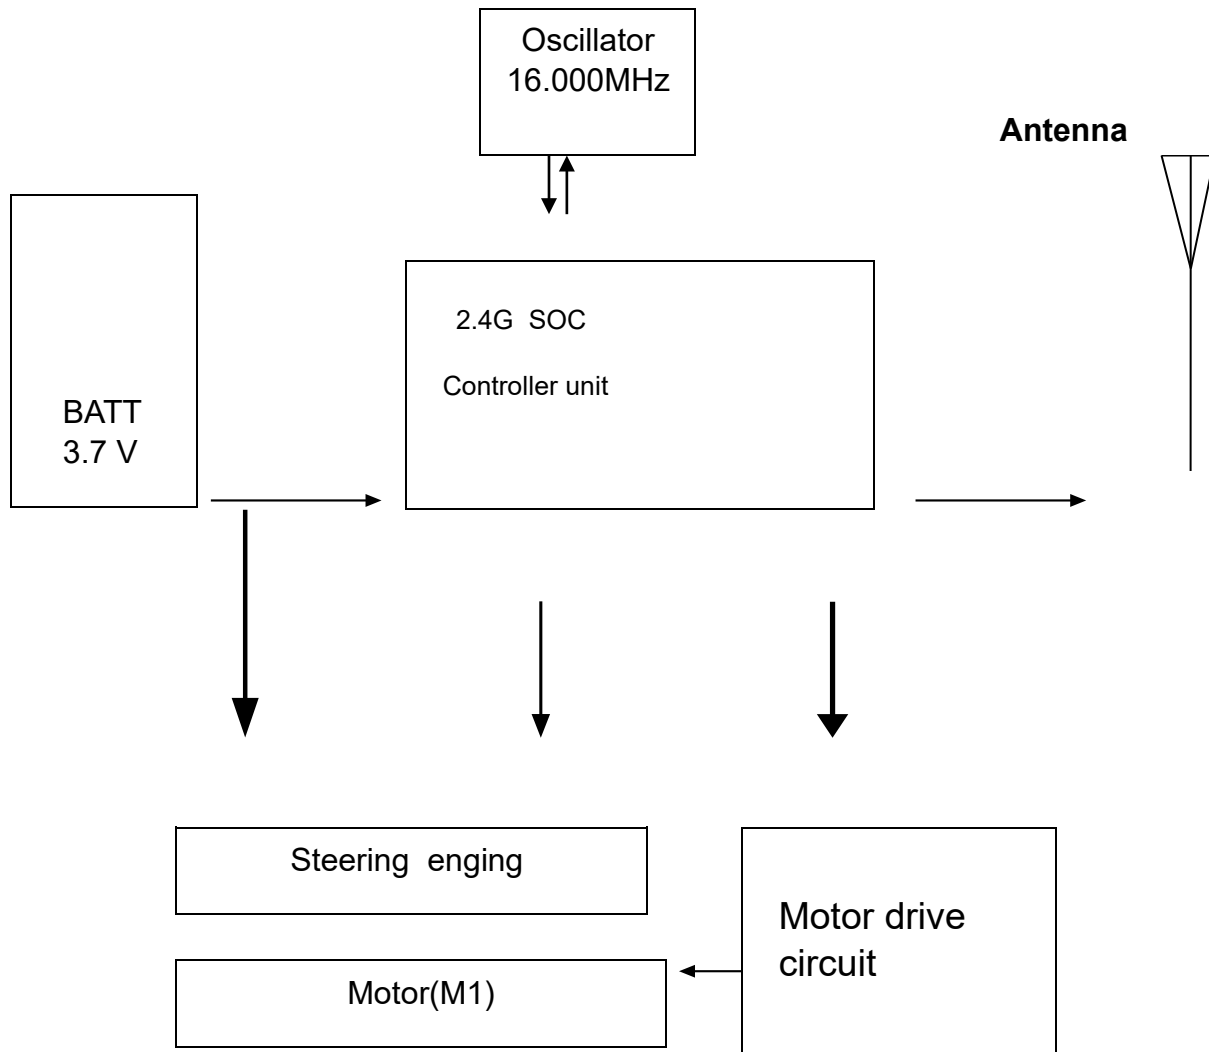 Oscillator
16.000MHz
Antenna
2.4G  SOC
Controller unit
BATT
3.7 V
Steering  enging
Motor drive
circuit
Motor(M1)